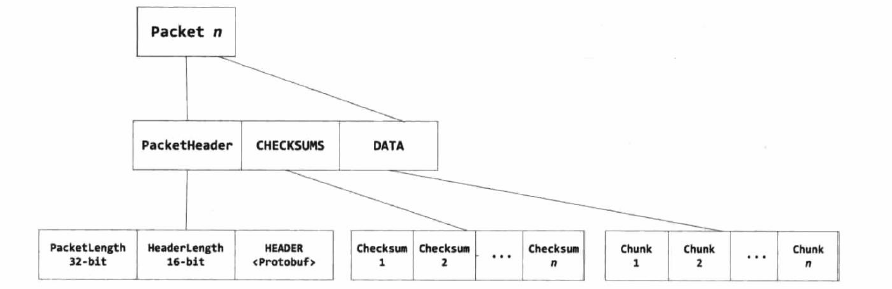 Packet n
PacketHeader CHECKSUMS DATA
PacketLength HeaderLength HEADER Checksum Checksum ... Checksum Chunk Chunk ... Chunk
32-bit 16-bit <Protobuf> 1 2 n 1 2 n